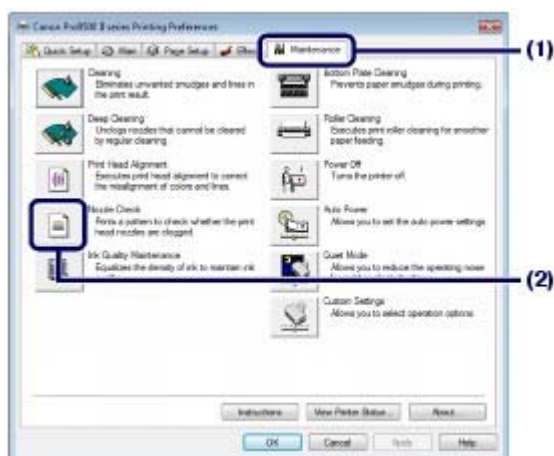 Canon Pro9500 II series Printing Preferences
Quick Setup Main Page Setup Effects Maintenance
(1)
Cleaning
Eliminates unwanted smudges and lines in
the print result.
Bottom Plate Cleaning
Prevents paper smudges during printing.
Deep Cleaning
Unclogs nozzles that cannot be cleared
by regular cleaning.
Roller Cleaning
Executes print roller cleaning for smoother
paper feeding.
Print Head Alignment
Executes print head alignment to correct
the misalignment of colors and lines.
Power Off
Turns the printer off.
Nozzle Check
Prints a pattern to check whether the print
head nozzles are clogged.
Auto Power
Allows you to set the auto power settings.
Ink Quality Maintenance
Equalizes the density of ink to maintain ink
Quiet Mode
Allows you to reduce the operating noise
(2)
Custom Settings
Allows you to select operation options.
Instructions View Printer Status... About...
OK Cancel Apply Help